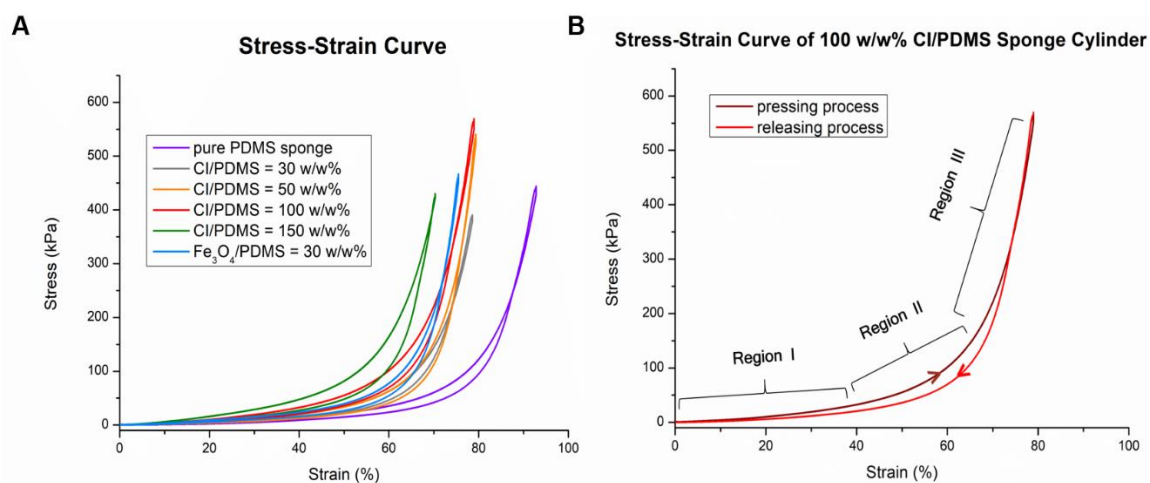 A
Stress-Strain Curve
600
500
400
300
200
100
0
Stress (kPa)
pure PDMS sponge
CI/PDMS = 30 w/w%
CI/PDMS = 50 w/w%
CI/PDMS = 100 w/w%
CI/PDMS = 150 w/w%
Fe₃O₄/PDMS = 30 w/w%
0 20 40 60 80 100
Strain (%)
B
Stress-Strain Curve of 100 w/w% CI/PDMS Sponge Cylinder
600
500
400
300
200
100
0
Stress (kPa)
pressing process
releasing process
Region III
Region II
Region I
0 20 40 60 80 100
Strain (%)